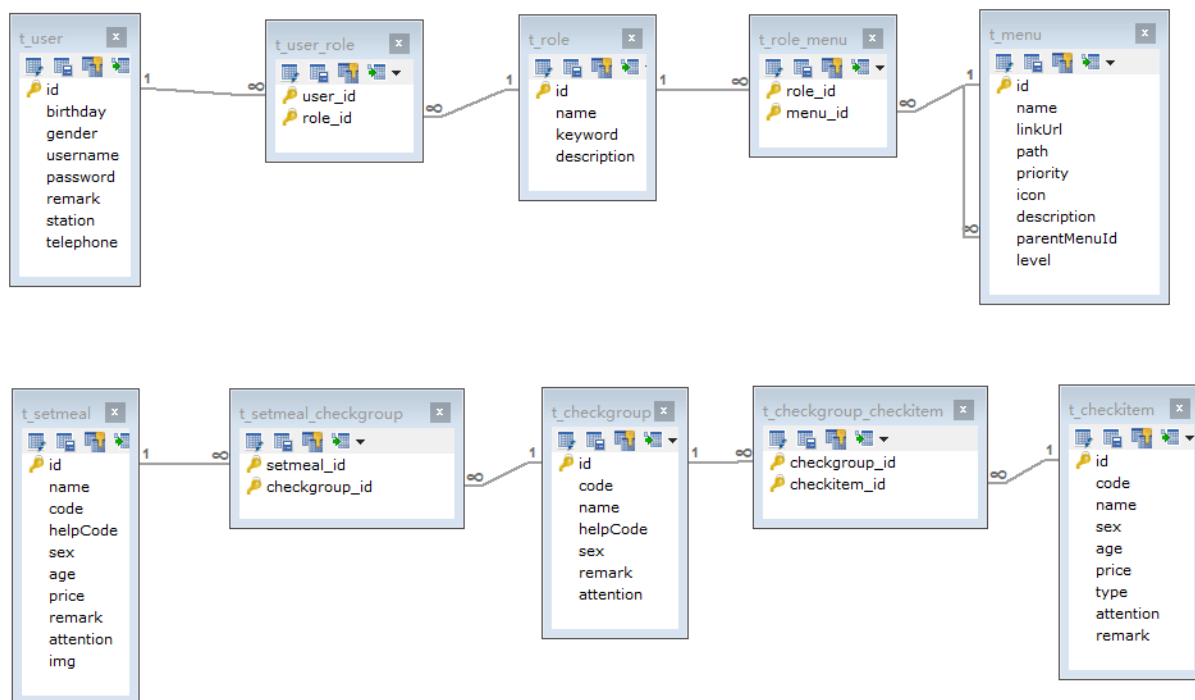 t_user
id
birthday
gender
username
password
remark
station
telephone
1
∞
t_user_role
user_id
role_id
∞
1
t_role
id
name
keyword
description
1
∞
t_role_menu
role_id
menu_id
∞
1
∞
t_menu
id
name
linkUrl
path
priority
icon
description
parentMenuId
level
t_setmeal
id
name
code
helpCode
sex
age
price
remark
attention
img
1
∞
t_setmeal_checkgroup
setmeal_id
checkgroup_id
∞
1
t_checkgroup
id
code
name
helpCode
sex
remark
attention
1
∞
t_checkgroup_checkitem
checkgroup_id
checkitem_id
∞
1
t_checkitem
id
code
name
sex
age
price
type
attention
remark